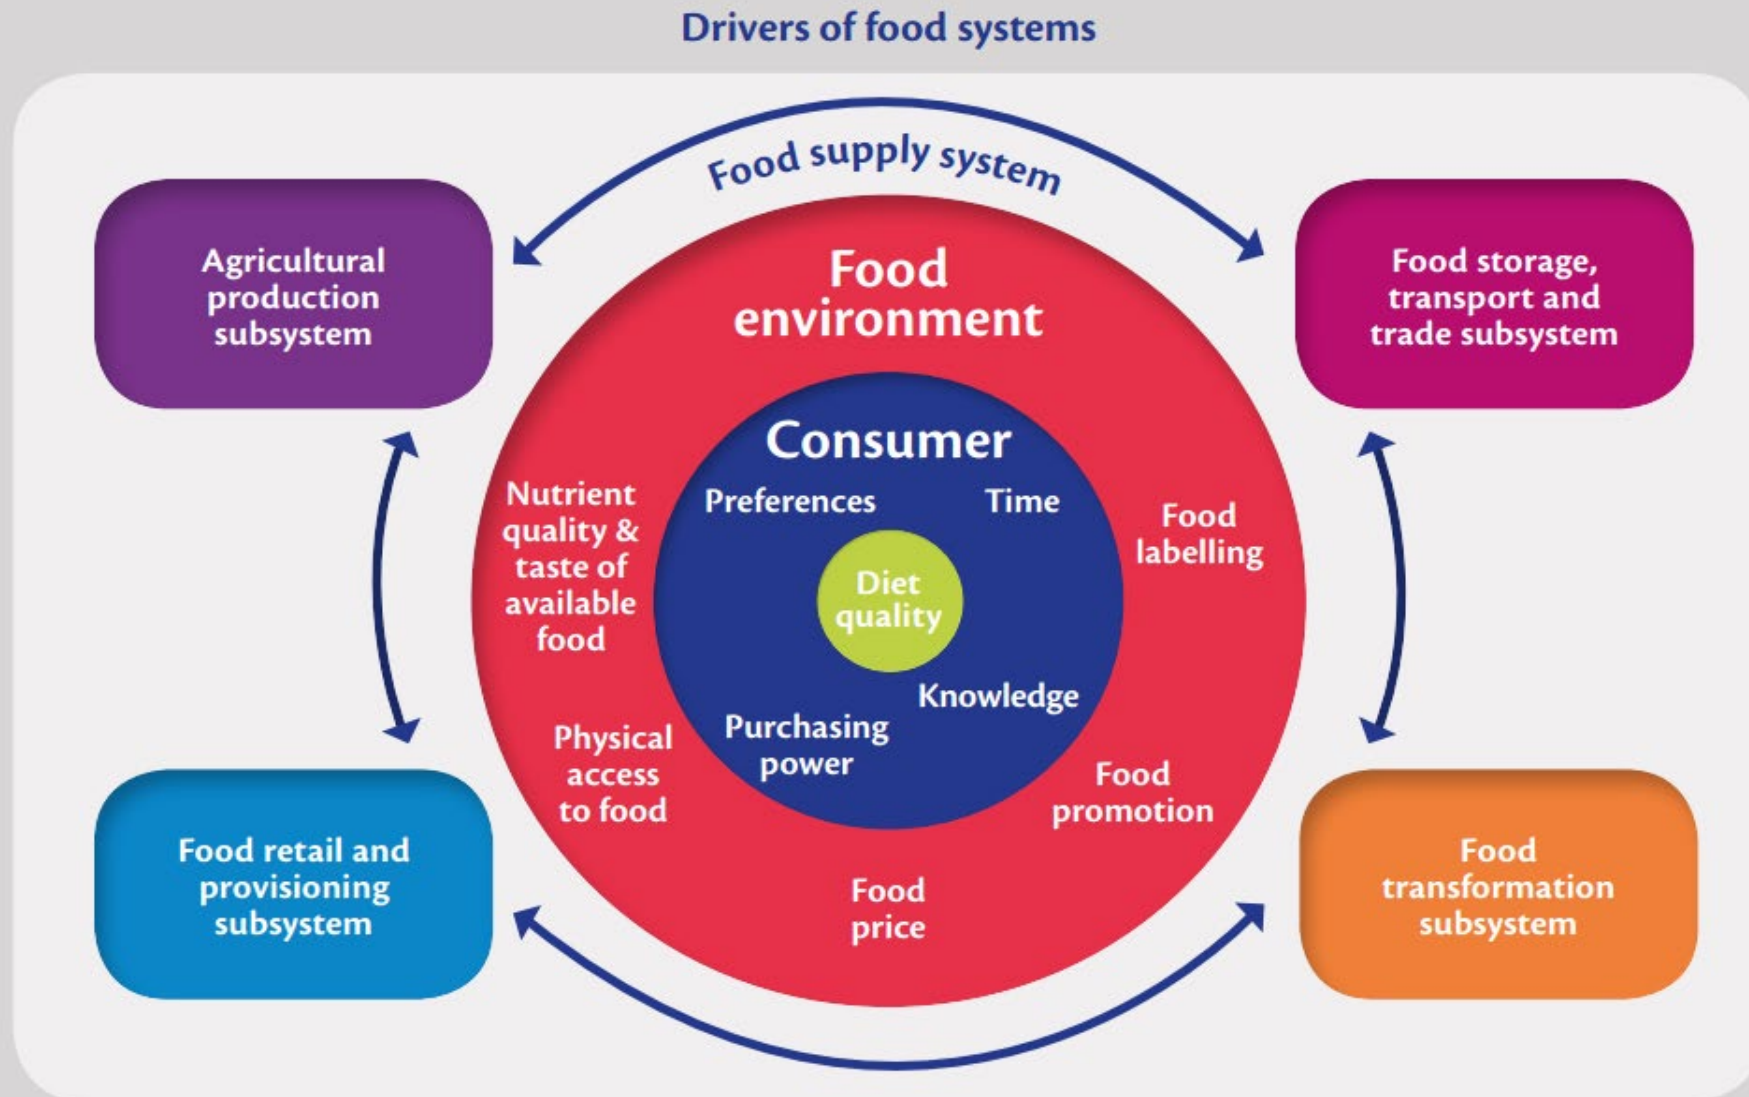 Drivers of food systems
Food supply system
Agricultural
production
subsystem
Food storage,
transport and
trade subsystem
Food
environment
Consumer
Preferences
Time
Nutrient
quality &
taste of
available
food
Food
labelling
Diet
quality
Knowledge
Purchasing
power
Physical
access
to food
Food
promotion
Food
price
Food retail and
provisioning
subsystem
Food
transformation
subsystem